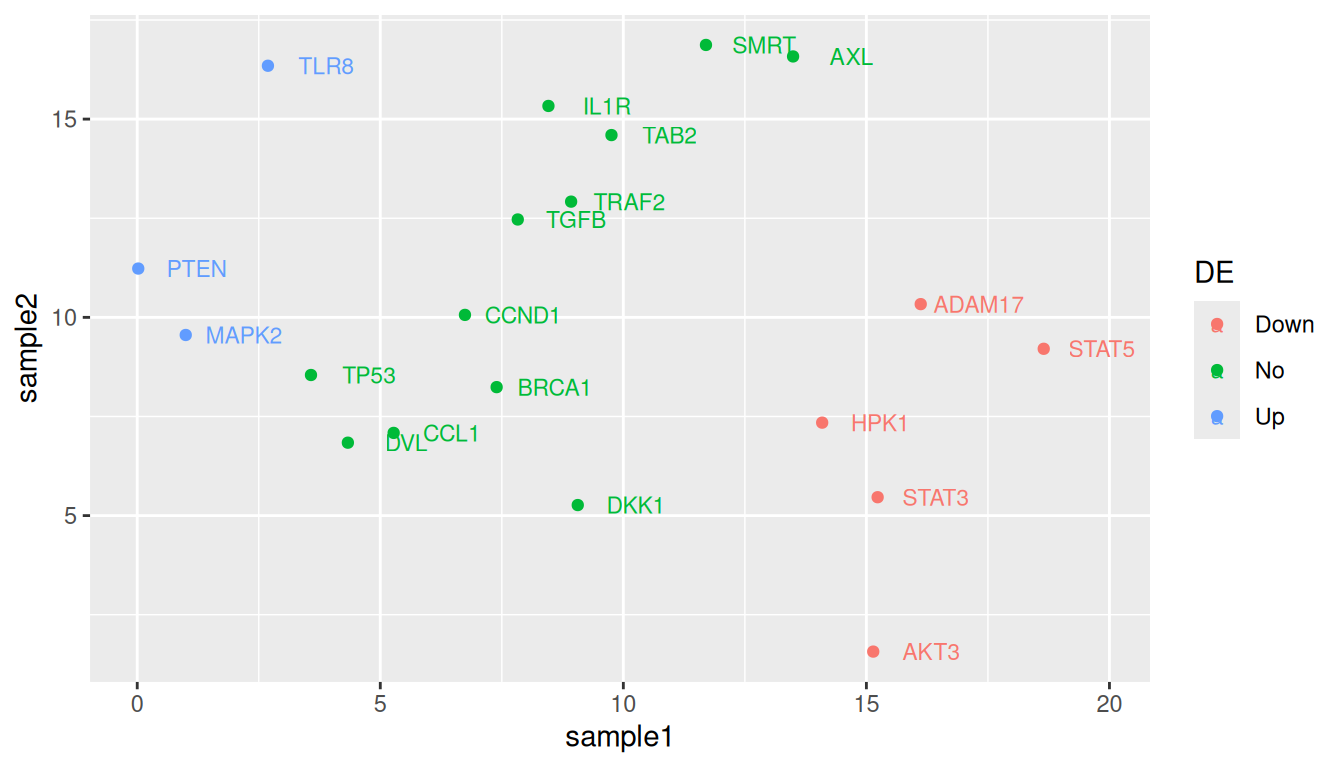 SMRT
AXL
TLR8
IL1R
TAB2
TRAF2
TGFB
PTEN
ADAM17
CCND1
MAPK2
STAT5
TP53
BRCA1
HPK1
CCL1
DVL
STAT3
DKK1
AKT3
15
10
5
0
5
10
15
20
sample1
sample2
DE
a Down
a No
a Up